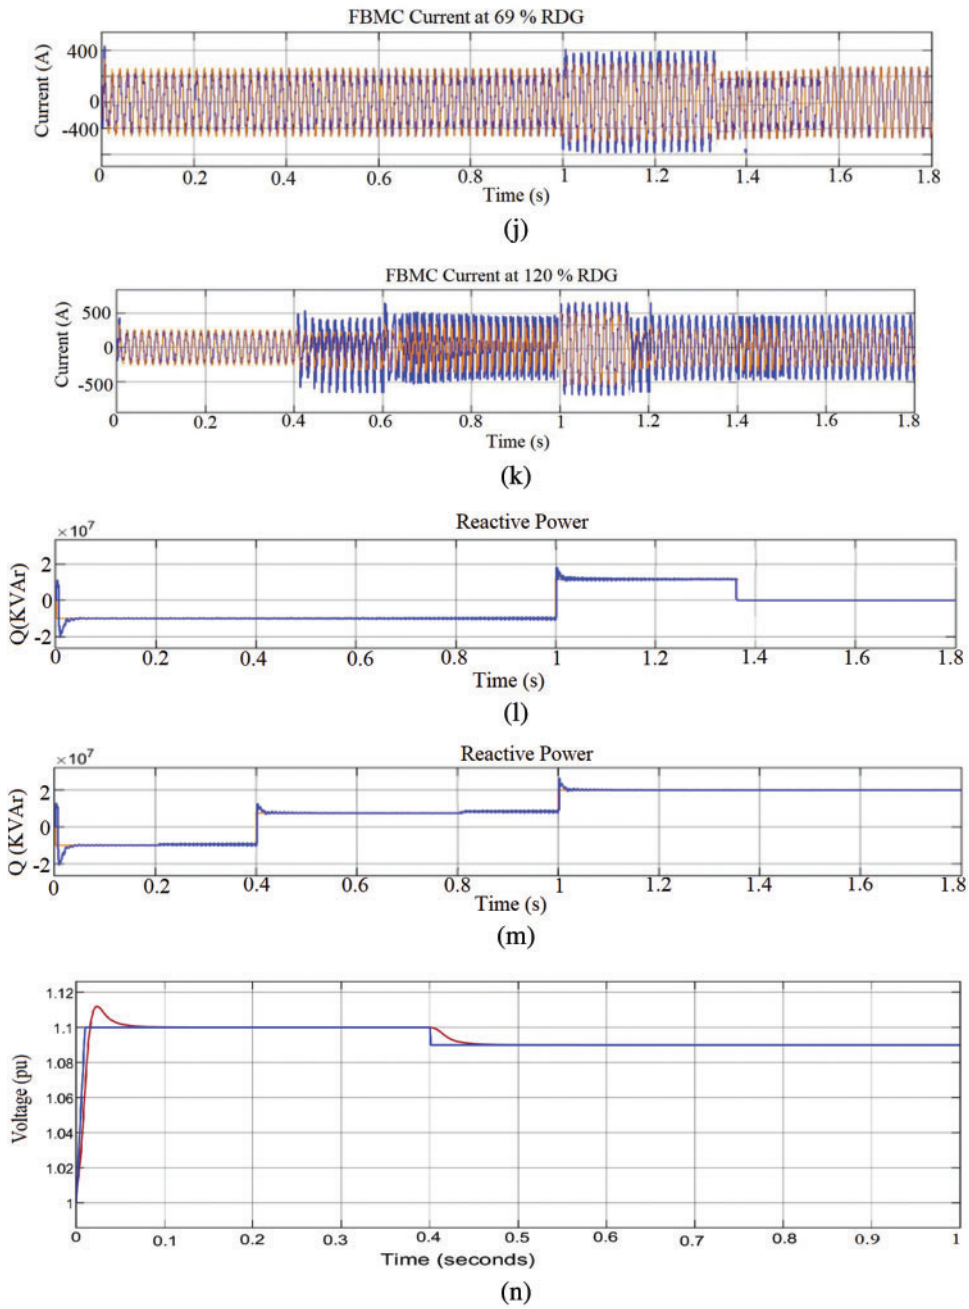 FBMC Current at 69 % RDG
Current (A)
400
0
-400
0 0.2 0.4 0.6 0.8 1 1.2 1.4 1.6 1.8
Time (s)
(j)
FBMC Current at 120 % RDG
Current (A)
500
0
-500
0 0.2 0.4 0.6 0.8 1 1.2 1.4 1.6 1.8
Time (s)
(k)
Reactive Power
×10⁷
Q(KVAr)
2
0
-2
0 0.2 0.4 0.6 0.8 1 1.2 1.4 1.6 1.8
Time (s)
(l)
Reactive Power
×10⁷
Q (KVAr)
2
0
-2
0 0.2 0.4 0.6 0.8 1 1.2 1.4 1.6 1.8
Time (s)
(m)
Voltage (pu)
1.12
1.1
1.08
1.06
1.04
1.02
1
0 0.1 0.2 0.3 0.4 0.5 0.6 0.7 0.8 0.9 1
Time (seconds)
(n)